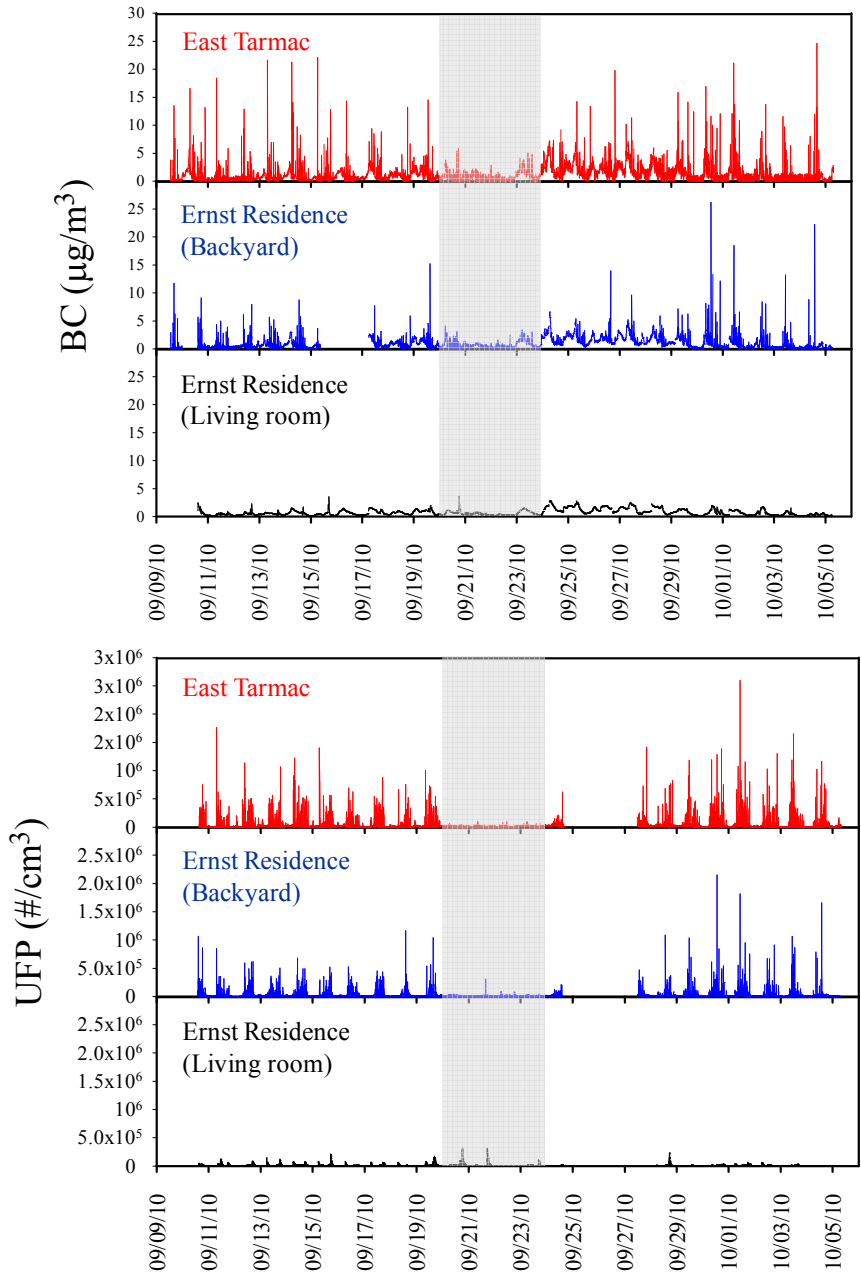 30
25
20
15
10
5
0
East Tarmac
25
20
15
10
5
0
Ernst Residence
(Backyard)
25
20
15
10
5
0
Ernst Residence
(Living room)
BC (µg/m³)
09/09/10
09/11/10
09/13/10
09/15/10
09/17/10
09/19/10
09/21/10
09/23/10
09/25/10
09/27/10
09/29/10
10/01/10
10/03/10
10/05/10
3x10⁶
3x10⁶
2x10⁶
2x10⁶
10⁶
5x10⁵
0
East Tarmac
2.5x10⁶
2.0x10⁶
1.5x10⁶
10⁶
5.0x10⁵
0
Ernst Residence
(Backyard)
2.5x10⁶
2.0x10⁶
1.5x10⁶
10⁶
5.0x10⁵
0
Ernst Residence
(Living room)
UFP (#/cm³)
09/09/10
09/11/10
09/13/10
09/15/10
09/17/10
09/19/10
09/21/10
09/23/10
09/25/10
09/27/10
09/29/10
10/01/10
10/03/10
10/05/10